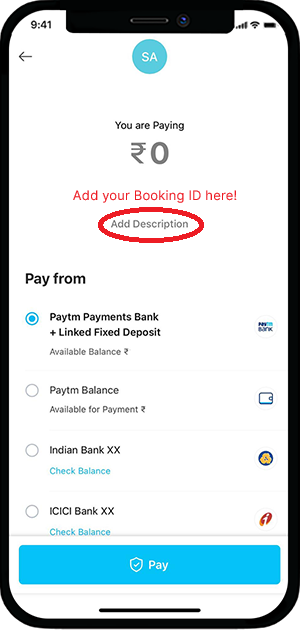 9:41
SA
You are Paying
₹0
Add your Booking ID here!
Add Description
Pay from
Paytm Payments Bank
+ Linked Fixed Deposit
Available Balance ₹
paytm
BANK
Paytm Balance
Available for Payment ₹
Indian Bank XX
Check Balance
ICICI Bank XX
Check Balance
Pay